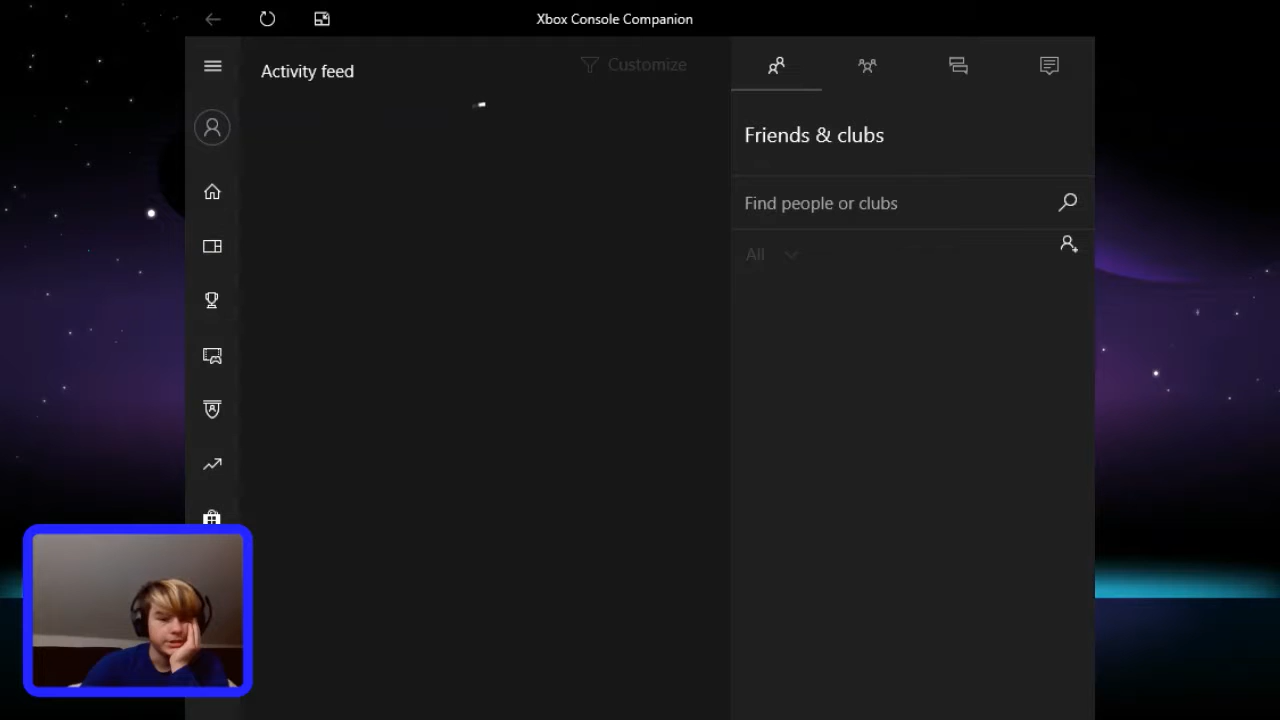 Xbox Console Companion
Activity feed
Customize
Friends & clubs
Find people or clubs
All